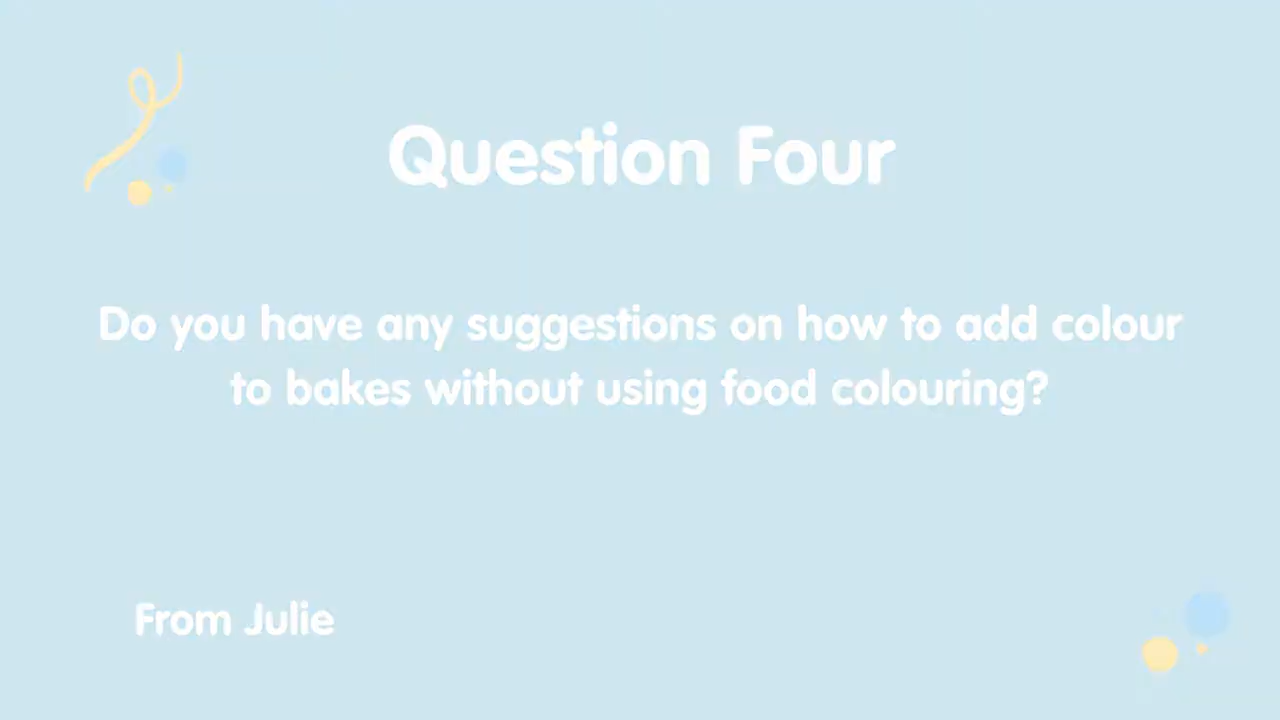 Question Four
Do you have any suggestions on how to add colour
to bakes without using food colouring?
From Julie